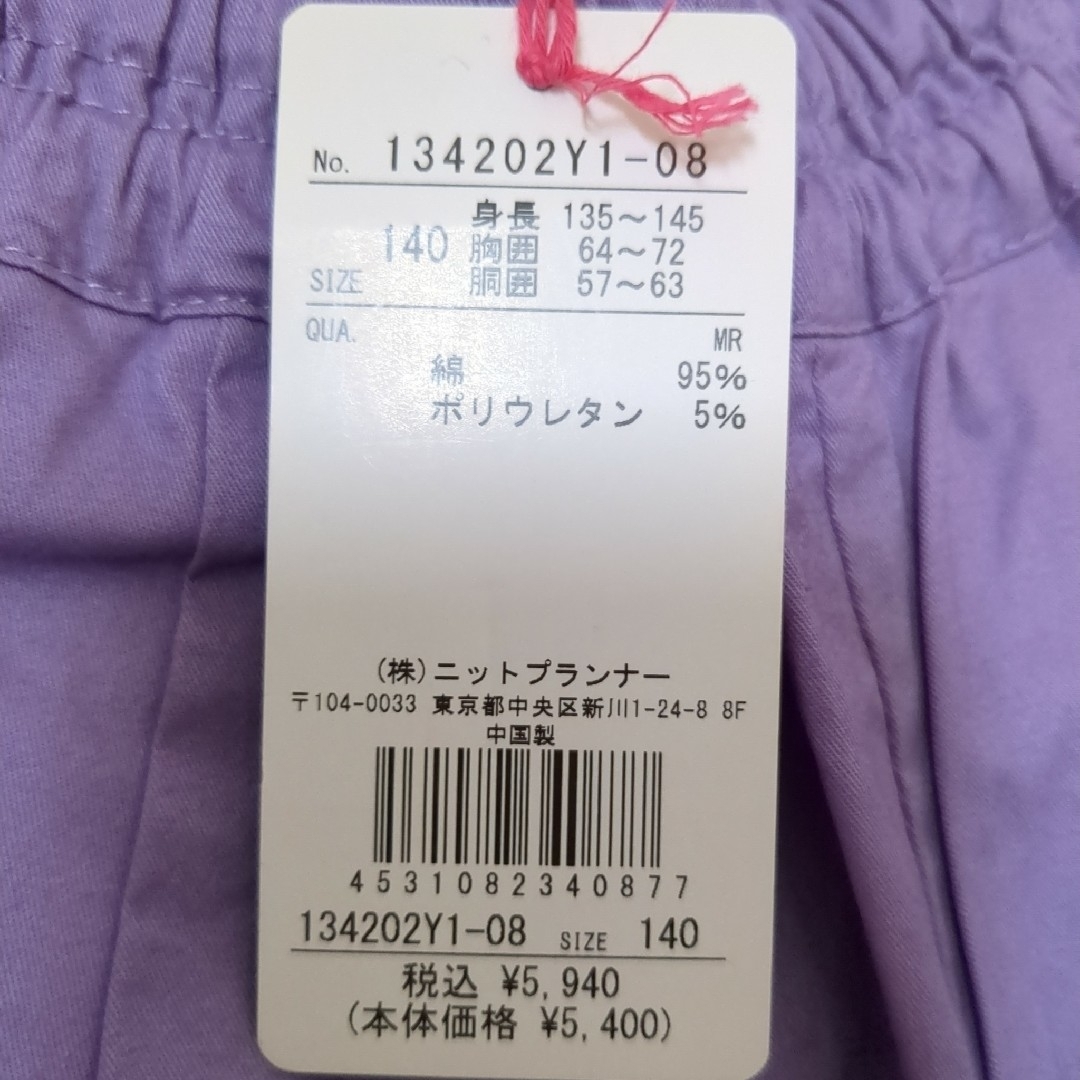 No. 134202Y1-08
身長 135～145
140 胸囲 64～72
SIZE 胴囲 57～63
QUA. MR
綿 95%
ポリウレタン 5%
(株)ニットプランナー
〒104-0033 東京都中央区新川1-24-8 8F
中国製
4531082340877
134202Y1-08 SIZE 140
税込 ¥5,940
(本体価格 ¥5,400)